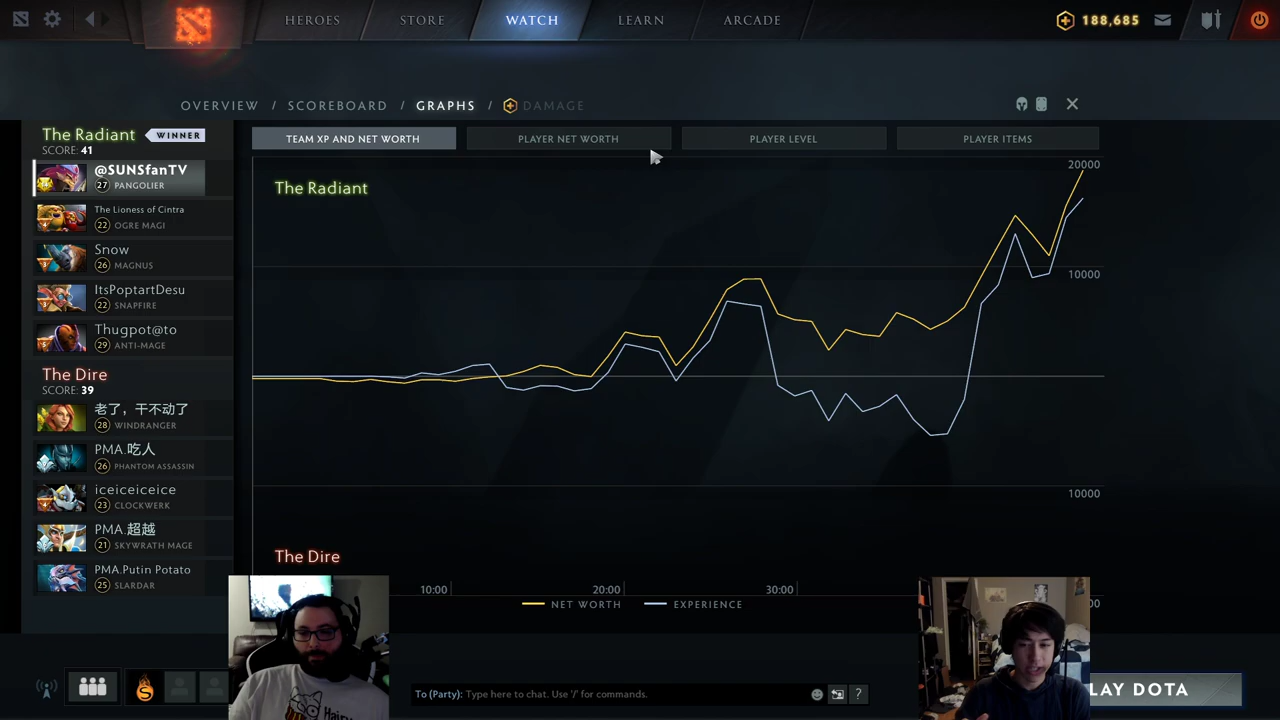 HEROES
STORE
WATCH
LEARN
ARCADE
188,685
OVERVIEW / SCOREBOARD / GRAPHS / DAMAGE
The Radiant WINNER
SCORE: 41
@SUNSfanTV
27 PANGOLIER
The Lioness of Cintra
22 OGRE MAGI
Snow
26 MAGNUS
ItsPoptartDesu
22 SNAPFIRE
Thugpot@to
29 ANTI-MAGE
The Dire
SCORE: 39
老了，干不动了
28 WINDRANGER
PMA.吃人
26 PHANTOM ASSASSIN
iceiceiceice
23 CLOCKWERK
PMA.超越
21 SKYWRATH MAGE
PMA.Putin Potato
25 SLARDAR
TEAM XP AND NET WORTH
PLAYER NET WORTH
PLAYER LEVEL
PLAYER ITEMS
The Radiant
20000
10000
10000
The Dire
10:00
20:00
30:00
NET WORTH
EXPERIENCE
To (Party): Type here to chat. Use '/' for commands.
?
LAY DOTA